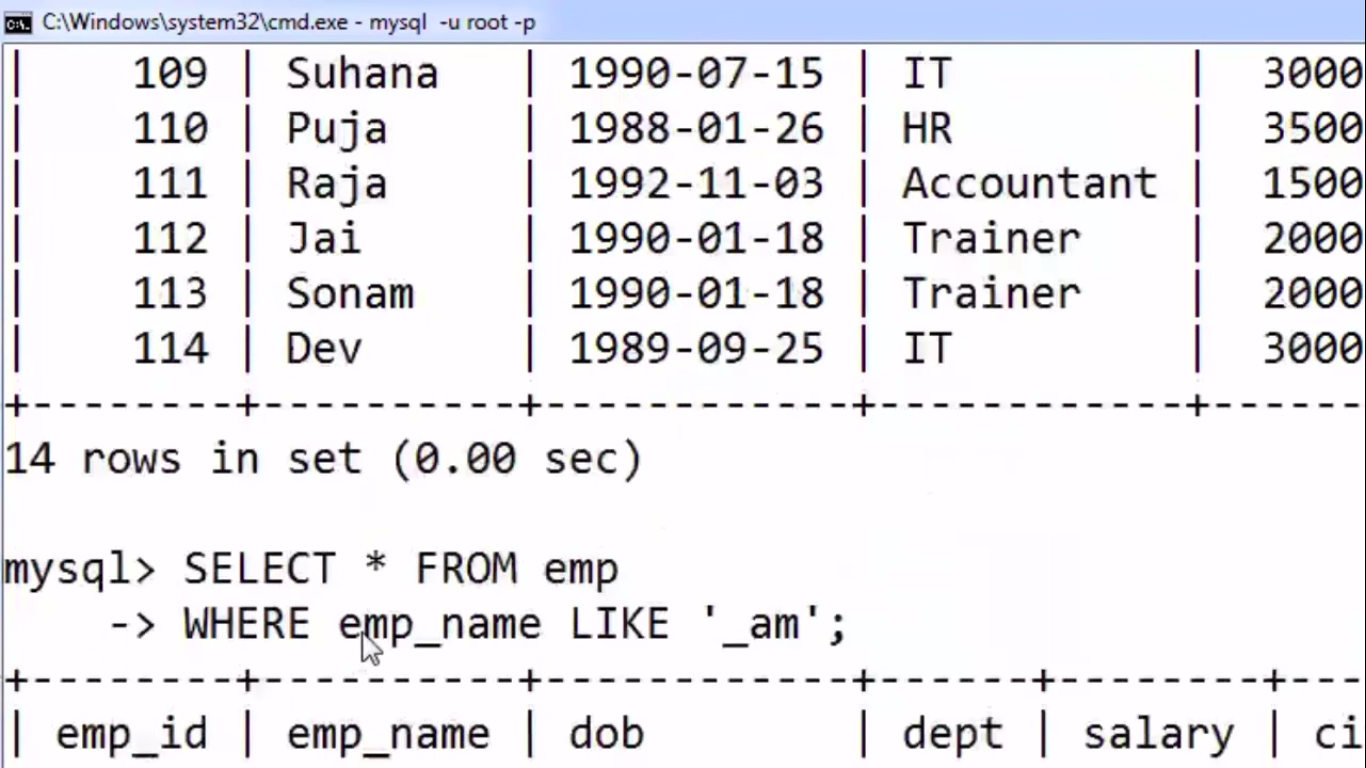 C:\Windows\system32\cmd.exe - mysql -u root -p
| 109 | Suhana | 1990-07-15 | IT | 3000
| 110 | Puja | 1988-01-26 | HR | 3500
| 111 | Raja | 1992-11-03 | Accountant | 1500
| 112 | Jai | 1990-01-18 | Trainer | 2000
| 113 | Sonam | 1990-01-18 | Trainer | 2000
| 114 | Dev | 1989-09-25 | IT | 3000
+--------+----------+------------+------------+------
14 rows in set (0.00 sec)
mysql> SELECT * FROM emp
-> WHERE emp_name LIKE '_am';
+--------+----------+------------+------+--------+---
| emp_id | emp_name | dob | dept | salary | ci